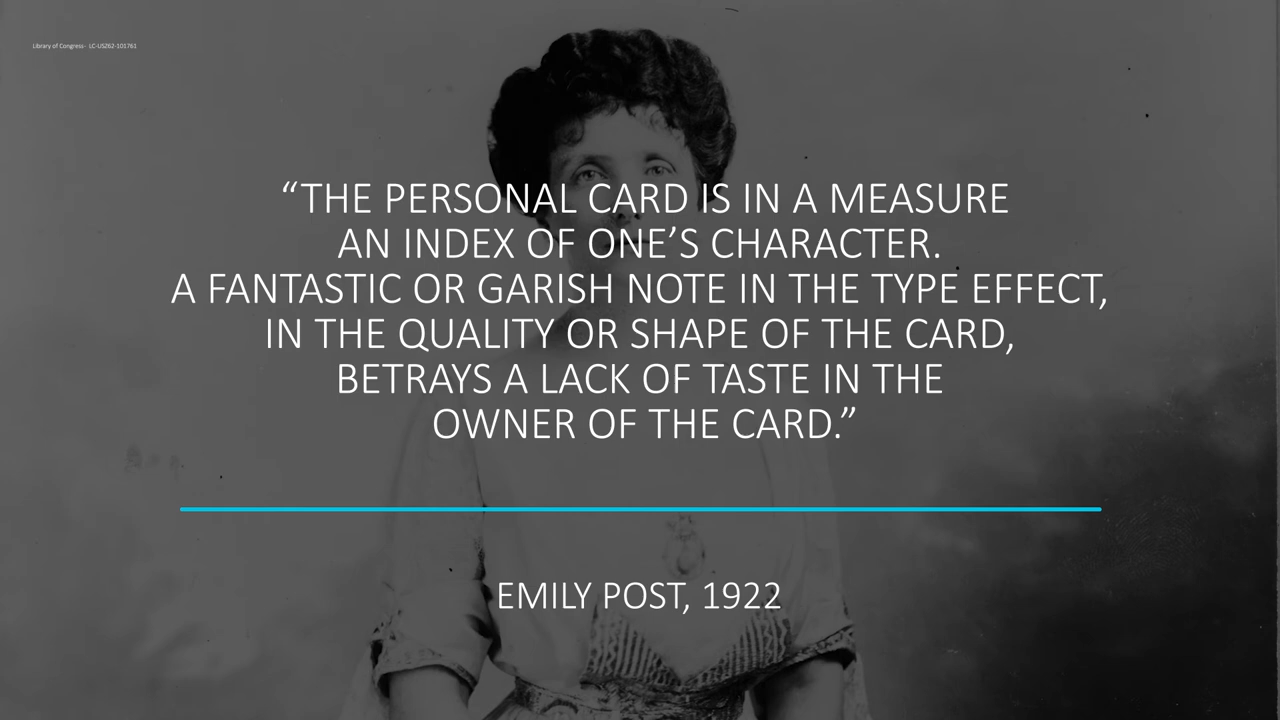 Library of Congress- LC-USZ62-101761
“THE PERSONAL CARD IS IN A MEASURE
AN INDEX OF ONE’S CHARACTER.
A FANTASTIC OR GARISH NOTE IN THE TYPE EFFECT,
IN THE QUALITY OR SHAPE OF THE CARD,
BETRAYS A LACK OF TASTE IN THE
OWNER OF THE CARD.”
EMILY POST, 1922